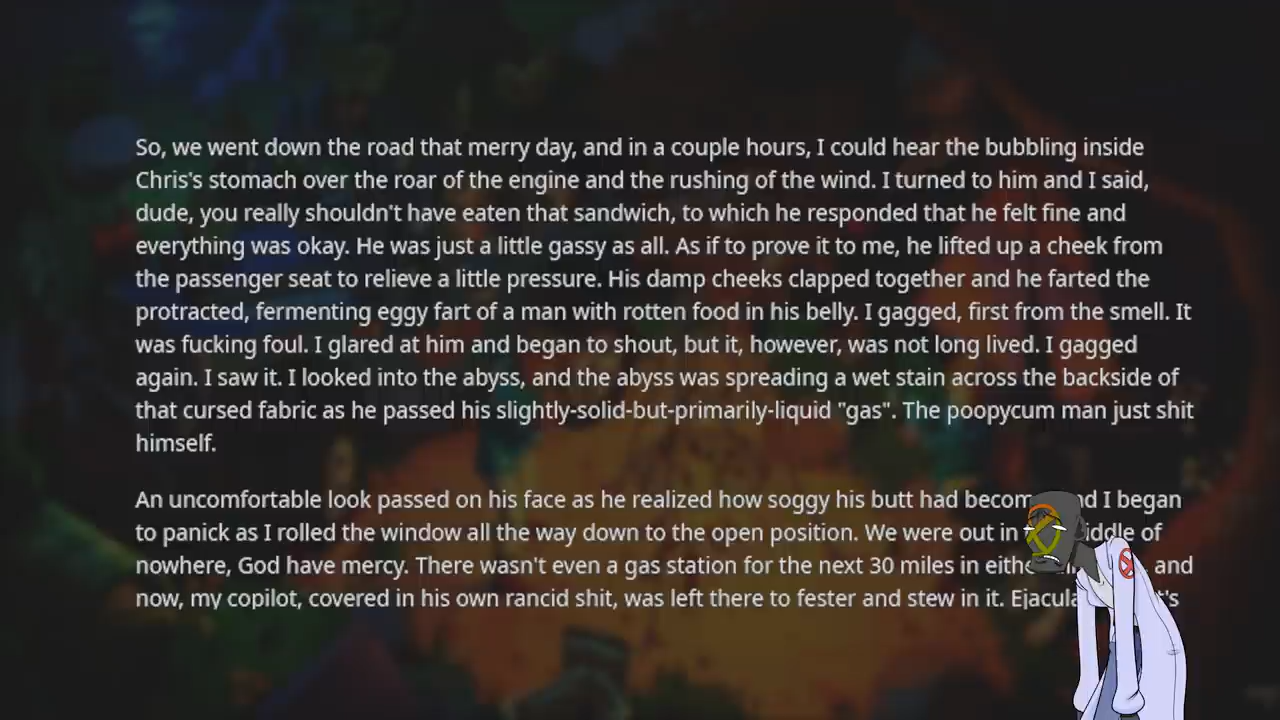 So, we went down the road that merry day, and in a couple hours, I could hear the bubbling inside
Chris's stomach over the roar of the engine and the rushing of the wind. I turned to him and I said,
dude, you really shouldn't have eaten that sandwich, to which he responded that he felt fine and
everything was okay. He was just a little gassy as all. As if to prove it to me, he lifted up a cheek from
the passenger seat to relieve a little pressure. His damp cheeks clapped together and he farted the
protracted, fermenting eggy fart of a man with rotten food in his belly. I gagged, first from the smell. It
was fucking foul. I glared at him and began to shout, but it, however, was not long lived. I gagged
again. I saw it. I looked into the abyss, and the abyss was spreading a wet stain across the backside of
that cursed fabric as he passed his slightly-solid-but-primarily-liquid "gas". The poopycum man just shit
himself.
An uncomfortable look passed on his face as he realized how soggy his butt had I began
to panic as I rolled the window all the way down to the open position. We were out in of
nowhere, God have mercy. There wasn't even a gas station for the next 30 miles in and
now, my copilot, covered in his own rancid shit, was left there to fester and stew in it.